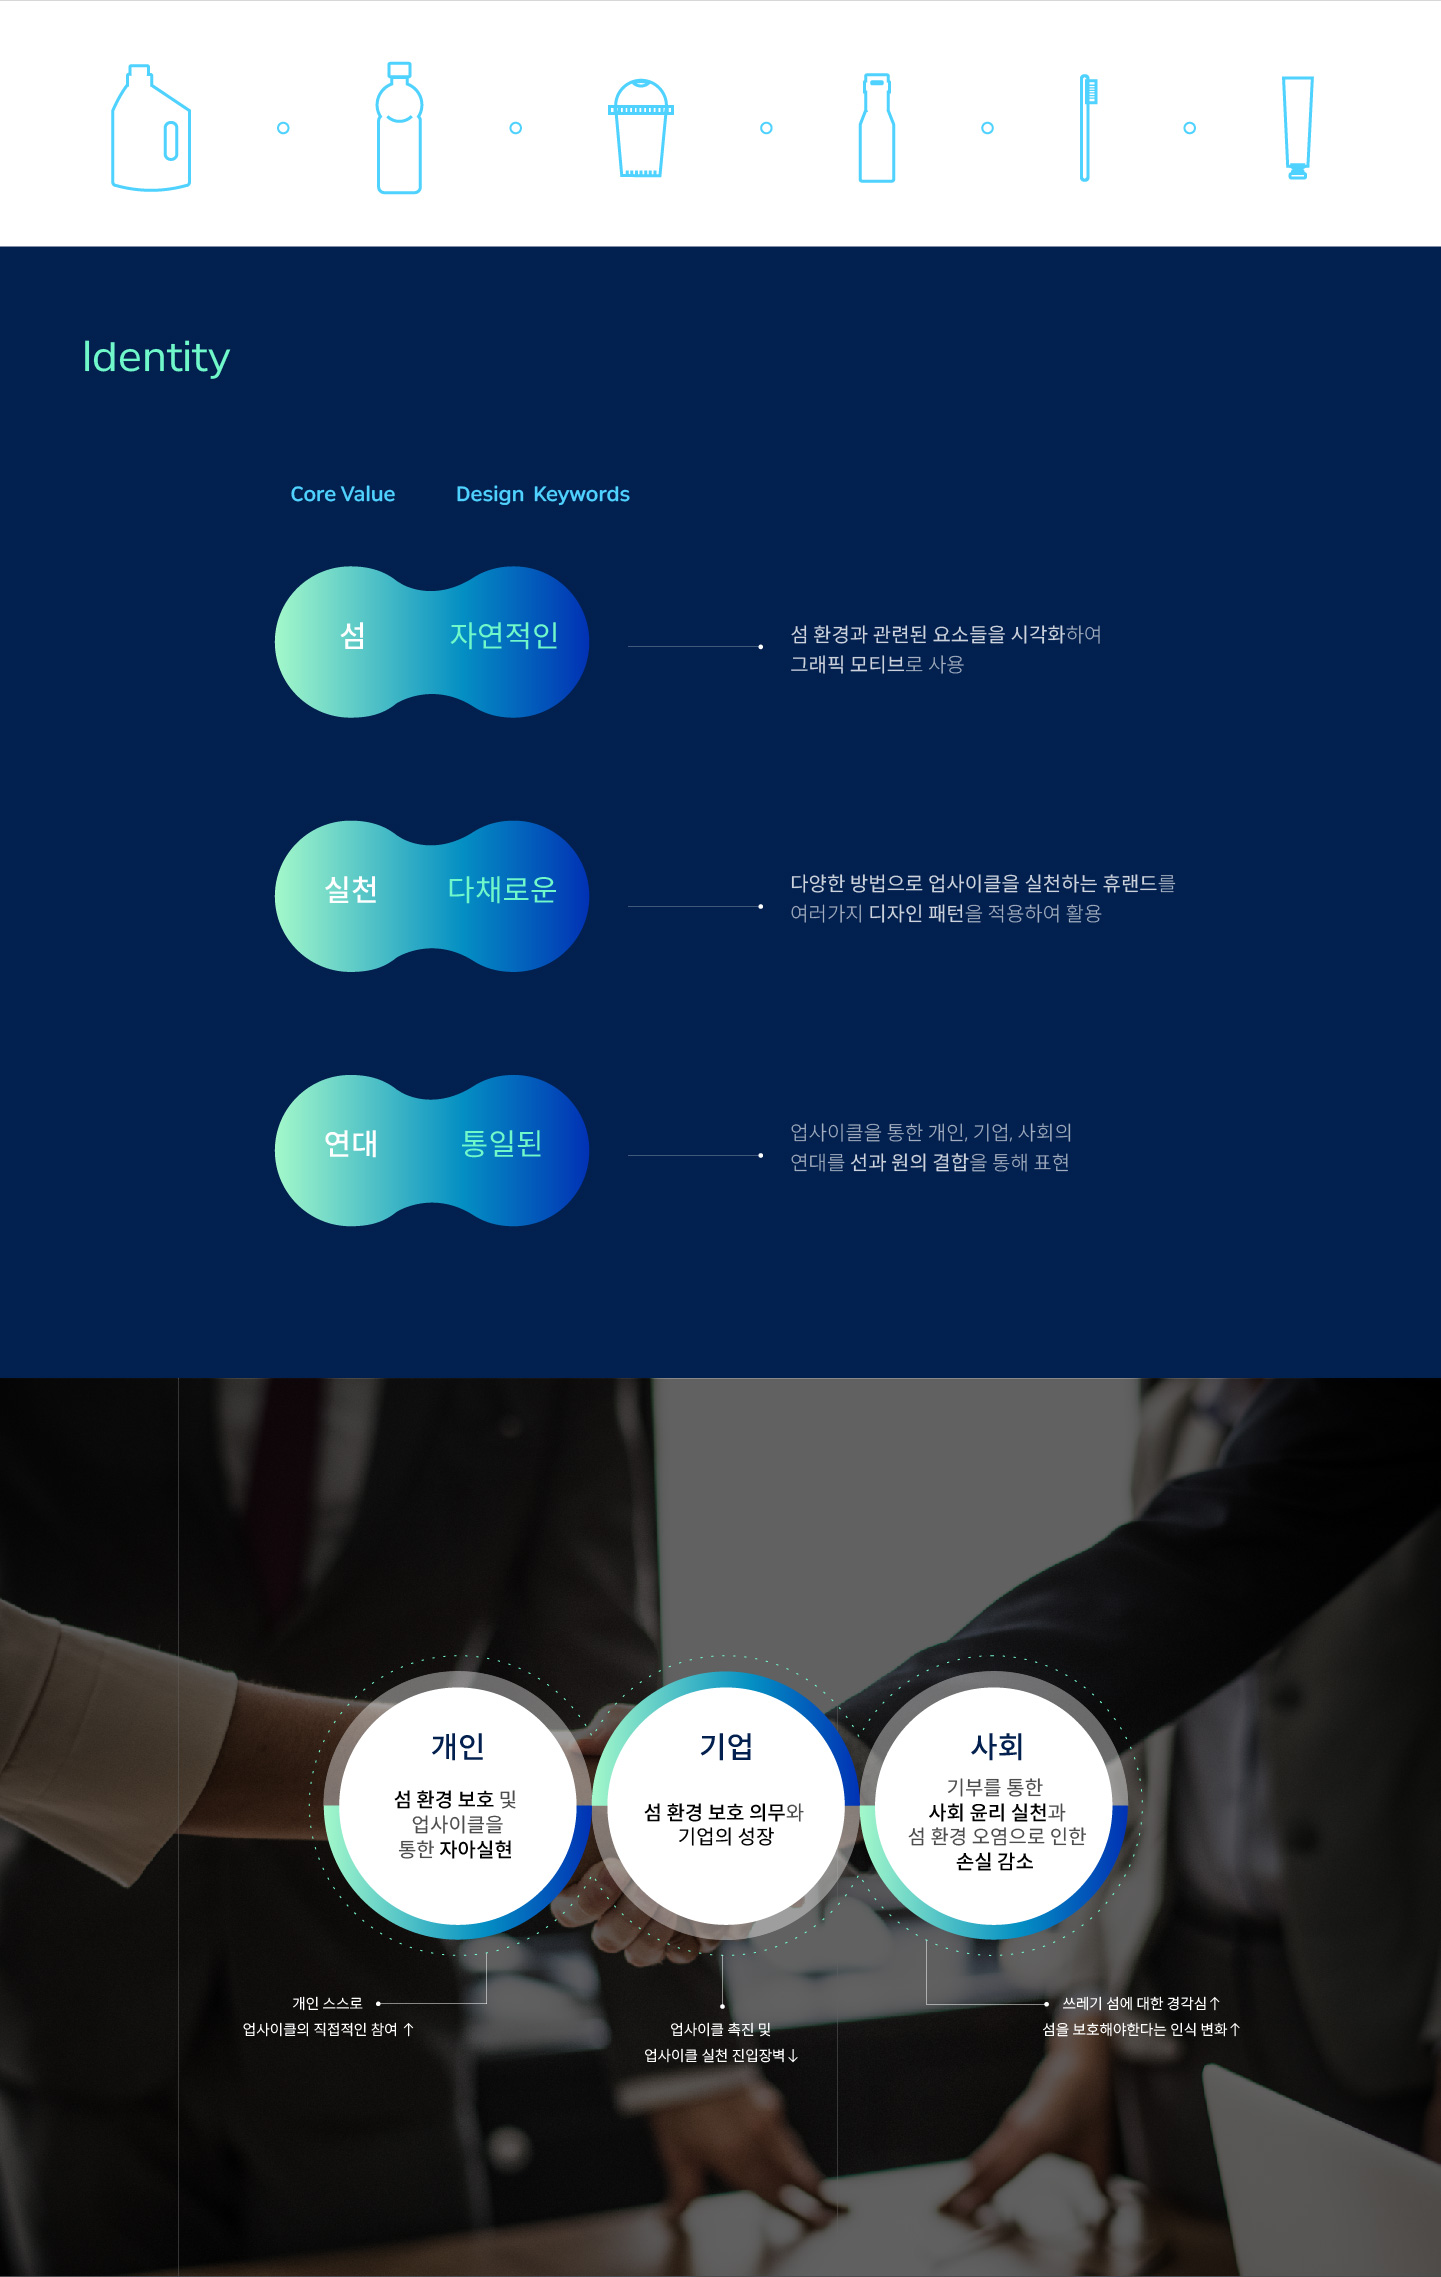 Identity
Core Value
Design Keywords
섬
자연적인
섬 환경과 관련된 요소들을 시각화하여
그래픽 모티브로 사용
실천
다채로운
다양한 방법으로 업사이클을 실천하는 휴랜드를
여러가지 디자인 패턴을 적용하여 활용
연대
통일된
업사이클을 통한 개인, 기업, 사회의
연대를 선과 원의 결합을 통해 표현
개인
섬 환경 보호 및
업사이클을
통한 자아실현
기업
섬 환경 보호 의무와
기업의 성장
사회
기부를 통한
사회 윤리 실천과
섬 환경 오염으로 인한
손실 감소
개인 스스로
업사이클의 직접적인 참여 ↑
업사이클 촉진 및
업사이클 실천 진입장벽↓
쓰레기 섬에 대한 경각심↑
섬을 보호해야한다는 인식 변화↑